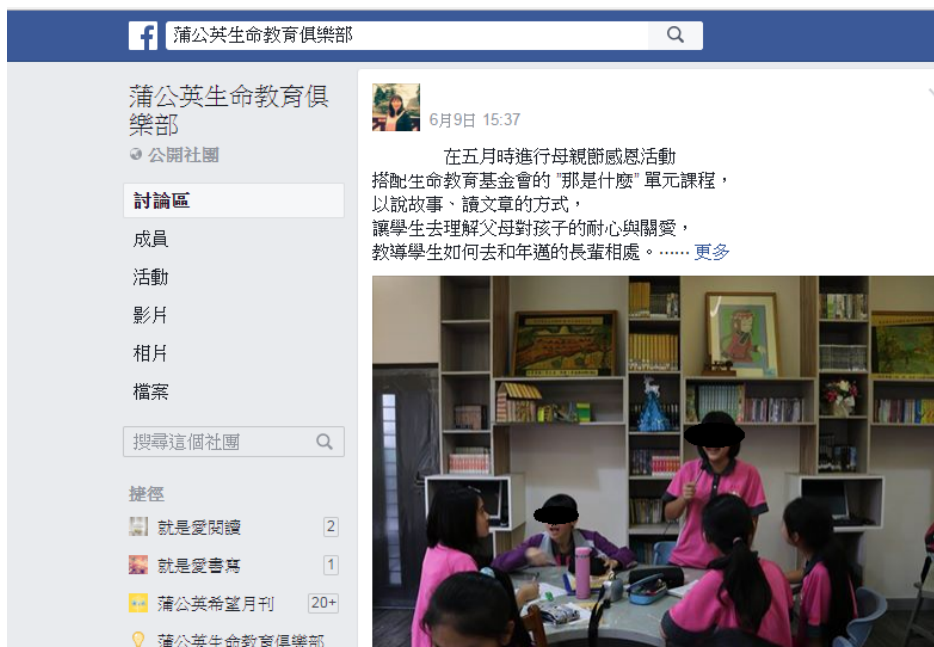 蒲公英生命教育俱樂部
蒲公英生命教育俱
樂部
公開社團
討論區
成員
活動
影片
相片
檔案
搜尋這個社團
捷徑
就是愛閱讀 2
就是愛書寫 1
蒲公英希望月刊 20+
蒲公英生命教育俱樂部
6月9日 15:37
在五月時進行母親節感恩活動
搭配生命教育基金會的 "那是什麼" 單元課程，
以說故事、讀文章的方式，
讓學生去理解父母對孩子的耐心與關愛，
教導學生如何去和年邁的長輩相處。…… 更多